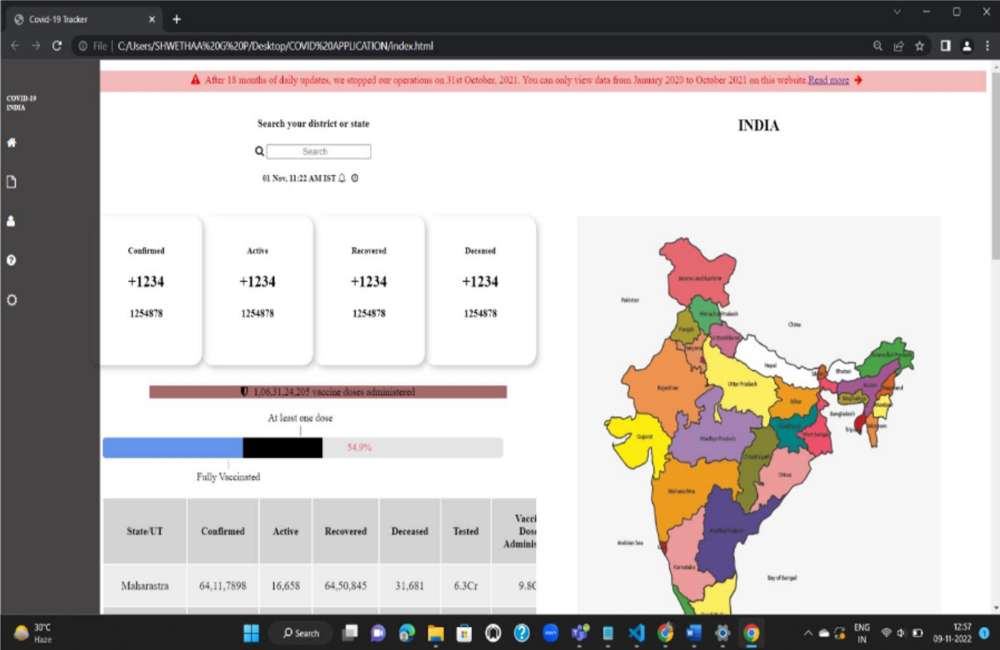 Covid-19 Tracker
File | C:/Users/SHWETHAA%20G%20P/Desktop/COVID%20APPLICATION/index.html
After 18 months of daily updates, we stopped our operations on 31st October, 2021. You can only view data from January 2020 to October 2021 on this website.Read more
COVID-19
INDIA
Search your district or state
Search
01 Nov, 11:22 AM IST
INDIA
Confirmed Active Recovered Deceased
+1234 +1234 +1234 +1234
1254878 1254878 1254878 1254878
1,06,31,24,205 vaccine doses administered
At least one dose
54.9%
Fully Vaccinated
State/UT Confirmed Active Recovered Deceased Tested
Vacci
Dose
Adminis
Maharastra 64,11,7898 16,658 64,50,845 31,681 6.3Cr 9.8C
Jammu and Kashmir
Pakistan
Himachal Pradesh
China
Punjab
Uttarakhand
Haryana
Nepal
Bhutan
Arunachal Pradesh
Rajasthan
Uttar Pradesh
Assam
Nagaland
Bihar
Meghalaya
Manipur
Bangladesh
Gujarat
Madhya Pradesh
Jharkhand
West Bengal
Mizoram
Chhattisgarh
Orissa
Maharashtra
Andhra Pradesh
Arabian Sea
Karnataka
Bay of Bengal
30°C
Haze
Search
ENG
IN
12:57
09-11-2022
1